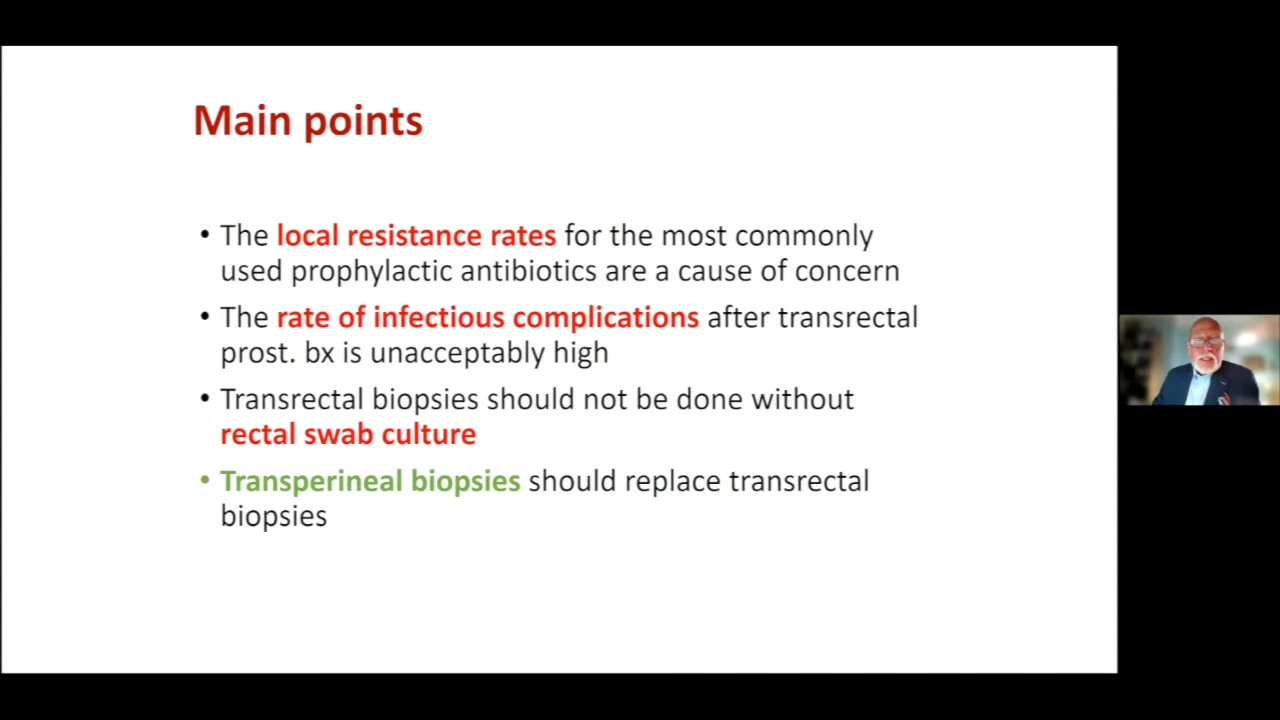 Main points
• The local resistance rates for the most commonly
used prophylactic antibiotics are a cause of concern
• The rate of infectious complications after transrectal
prost. bx is unacceptably high
• Transrectal biopsies should not be done without
rectal swab culture
• Transperineal biopsies should replace transrectal
biopsies